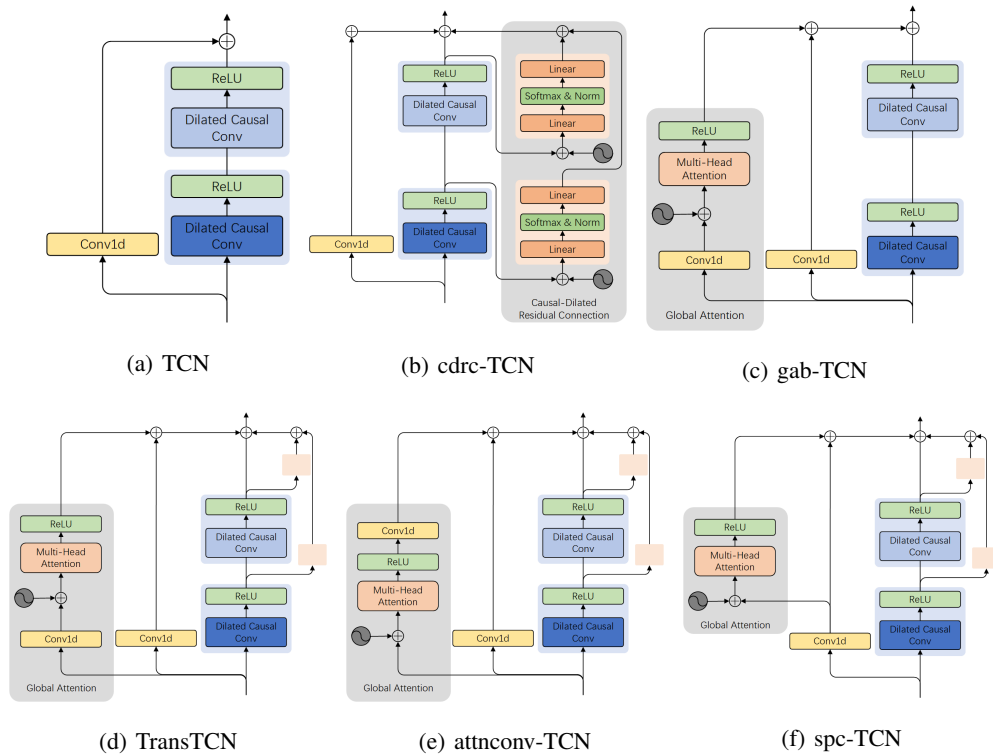 ReLU
Dilated Causal
Conv
ReLU
Dilated Causal
Conv
Conv1d
(a) TCN
ReLU
Dilated Causal
Conv
ReLU
Dilated Causal
Conv
Conv1d
Linear
Softmax & Norm
Linear
Linear
Softmax & Norm
Linear
Causal-Dilated
Residual Connection
(b) cdrc-TCN
ReLU
Multi-Head
Attention
Conv1d
Global Attention
Conv1d
ReLU
Dilated Causal
Conv
ReLU
Dilated Causal
Conv
(c) gab-TCN
ReLU
Multi-Head
Attention
Conv1d
Global Attention
Conv1d
ReLU
Dilated Causal
Conv
ReLU
Dilated Causal
Conv
(d) TransTCN
Conv1d
ReLU
Multi-Head
Attention
Global Attention
Conv1d
ReLU
Dilated Causal
Conv
ReLU
Dilated Causal
Conv
(e) attnconv-TCN
ReLU
Multi-Head
Attention
Global Attention
Conv1d
ReLU
Dilated Causal
Conv
ReLU
Dilated Causal
Conv
(f) spc-TCN